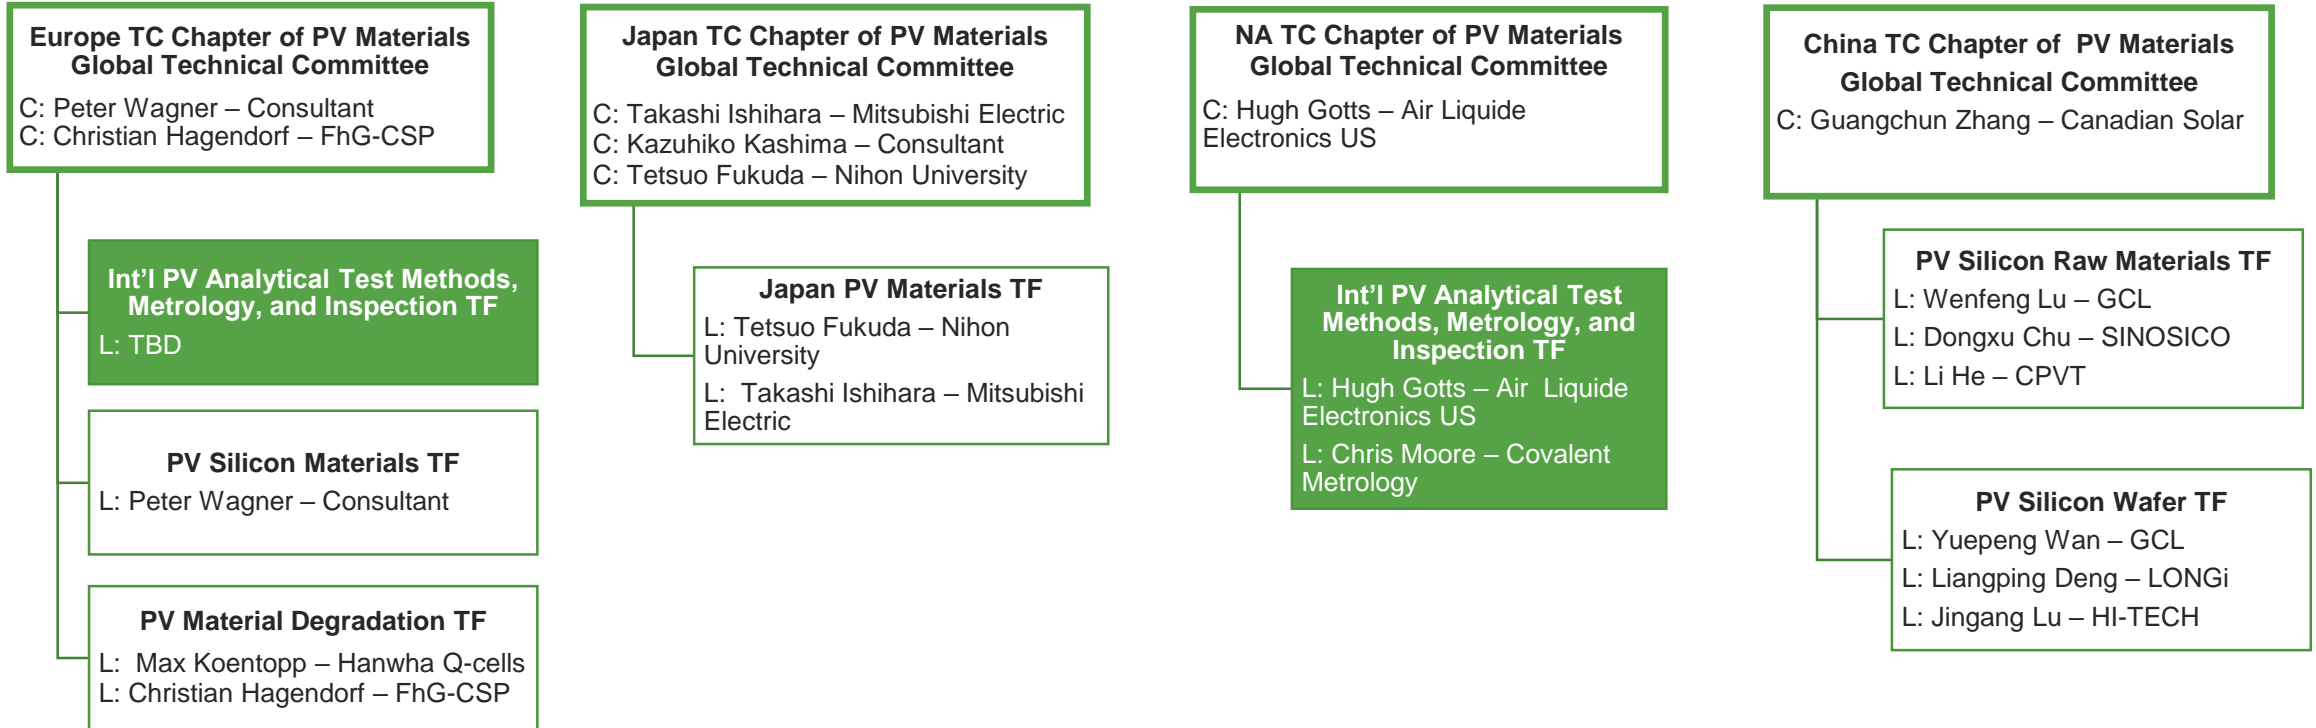 Europe TC Chapter of PV Materials
Global Technical Committee
C: Peter Wagner – Consultant
C: Christian Hagendorf – FhG-CSP
Int’l PV Analytical Test Methods,
Metrology, and Inspection TF
L: TBD
PV Silicon Materials TF
L: Peter Wagner – Consultant
PV Material Degradation TF
L: Max Koentopp – Hanwha Q-cells
L: Christian Hagendorf – FhG-CSP
Japan TC Chapter of PV Materials
Global Technical Committee
C: Takashi Ishihara – Mitsubishi Electric
C: Kazuhiko Kashima – Consultant
C: Tetsuo Fukuda – Nihon University
Japan PV Materials TF
L: Tetsuo Fukuda – Nihon
University
L: Takashi Ishihara – Mitsubishi
Electric
NA TC Chapter of PV Materials
Global Technical Committee
C: Hugh Gotts – Air Liquide
Electronics US
Int’l PV Analytical Test
Methods, Metrology, and
Inspection TF
L: Hugh Gotts – Air Liquide
Electronics US
L: Chris Moore – Covalent
Metrology
China TC Chapter of PV Materials
Global Technical Committee
C: Guangchun Zhang – Canadian Solar
PV Silicon Raw Materials TF
L: Wenfeng Lu – GCL
L: Dongxu Chu – SINOSICO
L: Li He – CPVT
PV Silicon Wafer TF
L: Yuepeng Wan – GCL
L: Liangping Deng – LONGi
L: Jingang Lu – HI-TECH